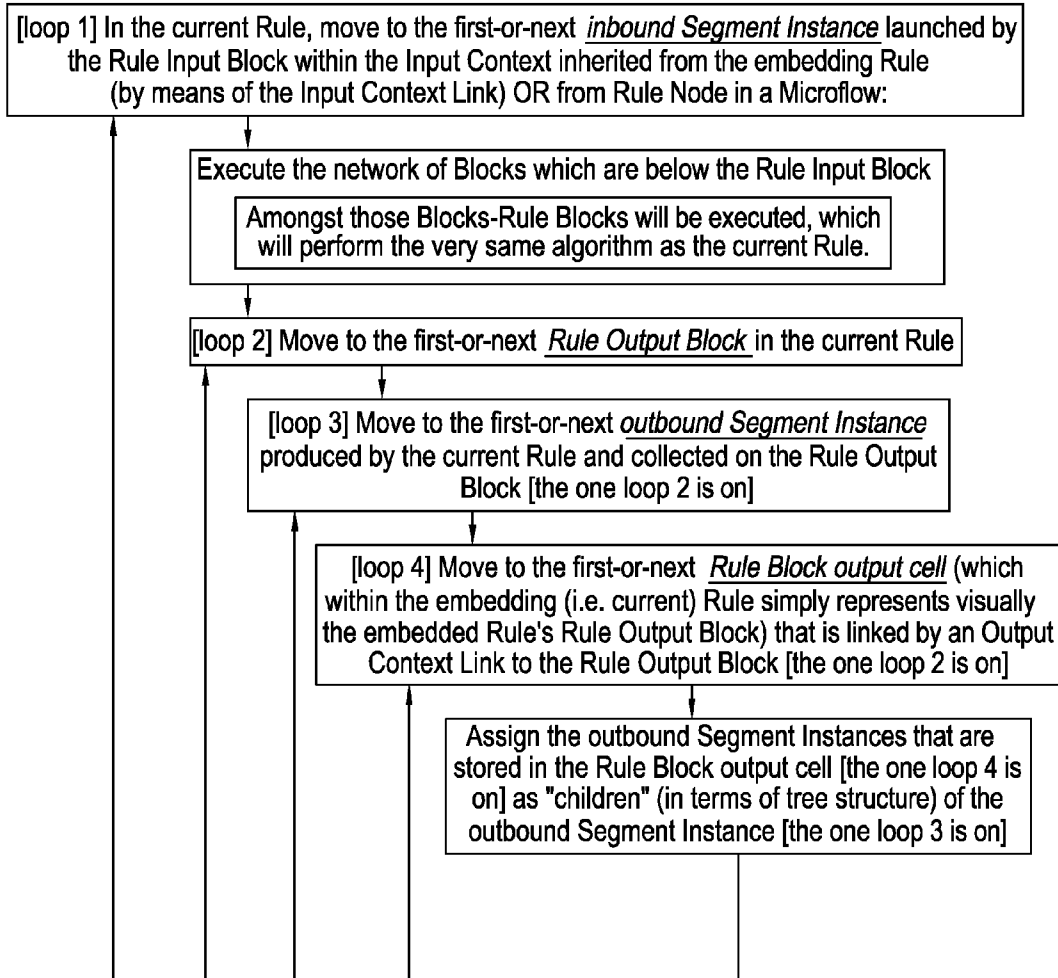 [loop 1] In the current Rule, move to the first-or-next inbound Segment Instance launched by
the Rule Input Block within the Input Context inherited from the embedding Rule
(by means of the Input Context Link) OR from Rule Node in a Microflow:
Execute the network of Blocks which are below the Rule Input Block
Amongst those Blocks-Rule Blocks will be executed, which
will perform the very same algorithm as the current Rule.
[loop 2] Move to the first-or-next Rule Output Block in the current Rule
[loop 3] Move to the first-or-next outbound Segment Instance
produced by the current Rule and collected on the Rule Output
Block [the one loop 2 is on]
[loop 4] Move to the first-or-next Rule Block output cell (which
within the embedding (i.e. current) Rule simply represents visually
the embedded Rule's Rule Output Block) that is linked by an Output
Context Link to the Rule Output Block [the one loop 2 is on]
Assign the outbound Segment Instances that are
stored in the Rule Block output cell [the one loop 4 is
on] as "children" (in terms of tree structure) of the
outbound Segment Instance [the one loop 3 is on]